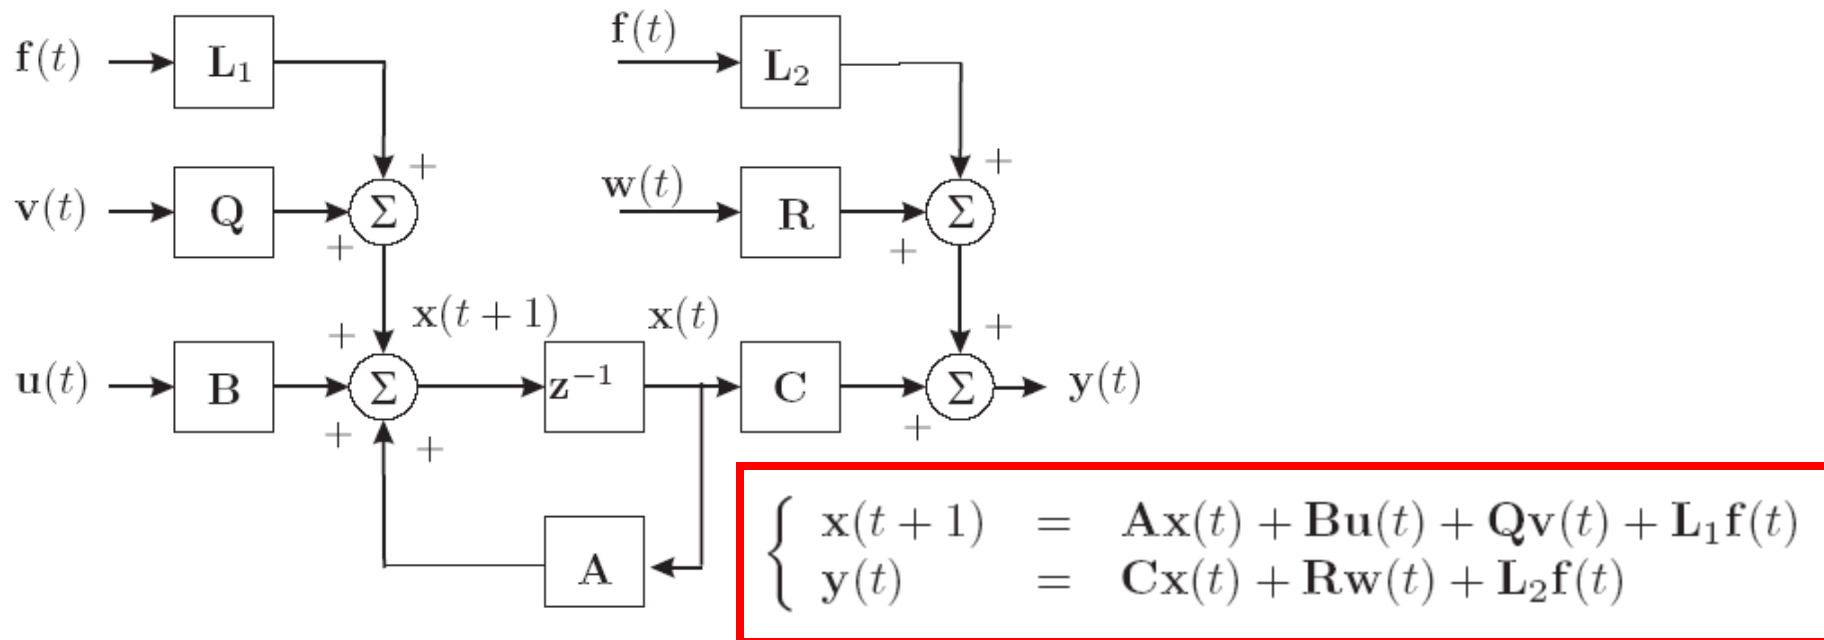 f(t) L₁ f(t) L₂
+ +
v(t) Q Σ w(t) R Σ
+ +
x(t + 1) x(t)
+ +
u(t) B Σ z⁻¹ C Σ y(t)
+ + +
A
x(t + 1) = Ax(t) + Bu(t) + Qv(t) + L₁f(t)
y(t) = Cx(t) + Rw(t) + L₂f(t)